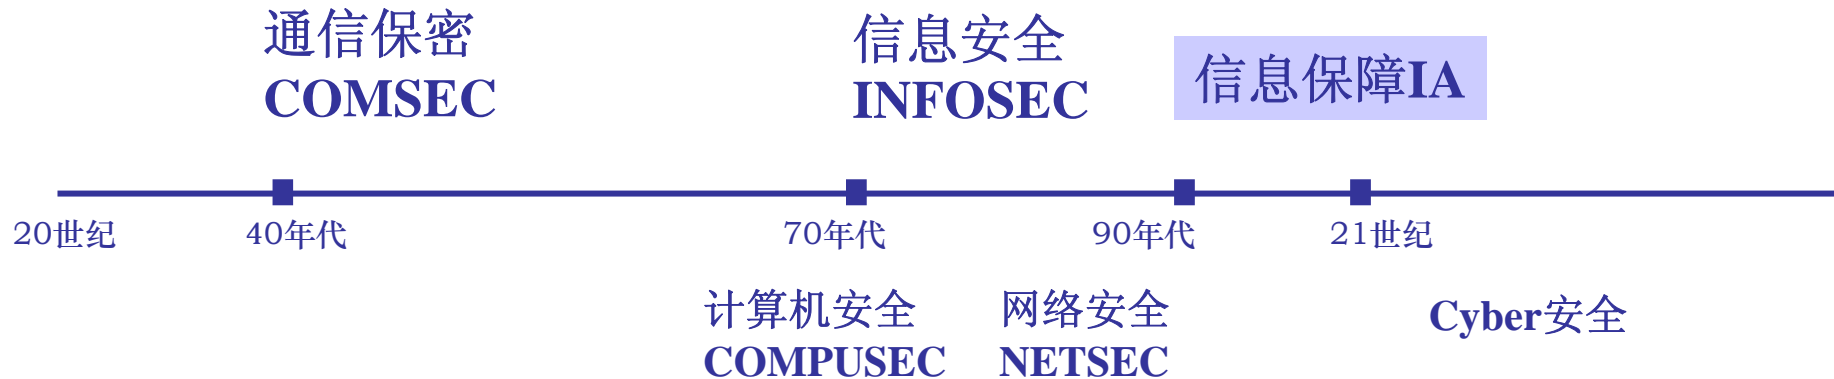 通信保密
COMSEC
信息安全
INFOSEC
信息保障IA
20世纪
40年代
70年代
90年代
21世纪
计算机安全
COMPUSEC
网络安全
NETSEC
Cyber安全